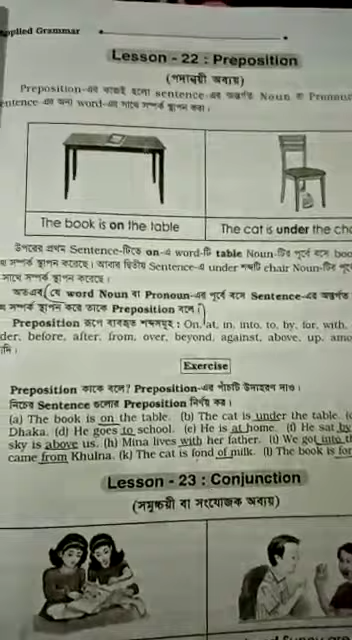 Applied Grammar
Lesson - 22 : Preposition
(পদান্বয়ী অব্যয়)
Preposition-এর কাজই হলো sentence-এর অন্তর্গত Noun বা Pronoun
entence-এর অন্য word-এর সাথে সম্পর্ক স্থাপন করা।
The book is on the table
The cat is under the cha
উপরের প্রথম Sentence-টিতে on-এ word-টি table Noun-টির পূর্বে বসে boo
সম্পর্ক স্থাপন করেছে। আবার দ্বিতীয় Sentence-এ under শব্দটি chair Noun-টির পূর্বে
সাথে সম্পর্ক স্থাপন করেছে।
অতএব, যে word Noun বা Pronoun-এর পূর্বে বসে Sentence-এর অন্তর্গত
সম্পর্ক স্থাপন করে তাকে Preposition বলে।
Preposition রূপে ব্যবহৃত শব্দসমূহ : On, at, in, into, to, by, for, with,
der, before, after, from, over, beyond, against, above, up, amo
দি।
Exercise
Preposition কাকে বলে? Preposition-এর পাঁচটি উদাহরণ দাও।
নিচের Sentence গুলোর Preposition নির্ণয় কর।
(a) The book is on the table. (b) The cat is under the table. (c
Dhaka. (d) He goes to school. (e) He is at home. (f) He sat by
sky is above us. (h) Mina lives with her father. (i) We got into th
came from Khulna. (k) The cat is fond of milk. (l) The book is for
Lesson - 23 : Conjunction
(সমুচ্চয়ী বা সংযোজক অব্যয়)